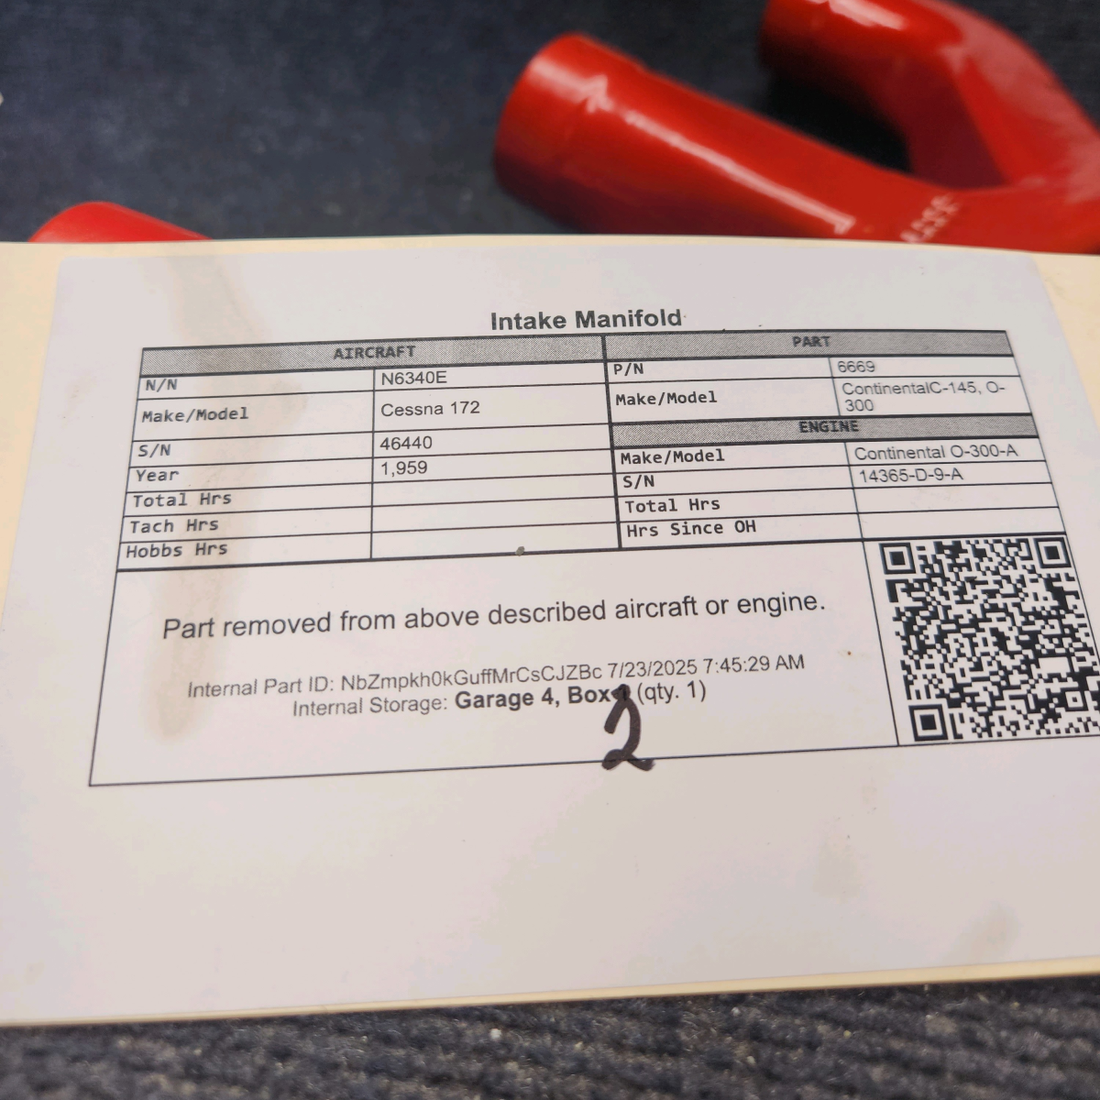 Intake Manifold
AIRCRAFT
N/N N6340E
Make/Model Cessna 172
S/N 46440
Year 1,959
Total Hrs
Tach Hrs
Hobbs Hrs
PART
P/N 6669
Make/Model ContinentalC-145, O-
300
ENGINE
Make/Model Continental O-300-A
S/N 14365-D-9-A
Total Hrs
Hrs Since OH
Part removed from above described aircraft or engine.
Internal Part ID: NbZmpkh0kGuffMrCsCJZBc 7/23/2025 7:45:29 AM
Internal Storage: Garage 4, Box (qty. 1)
2